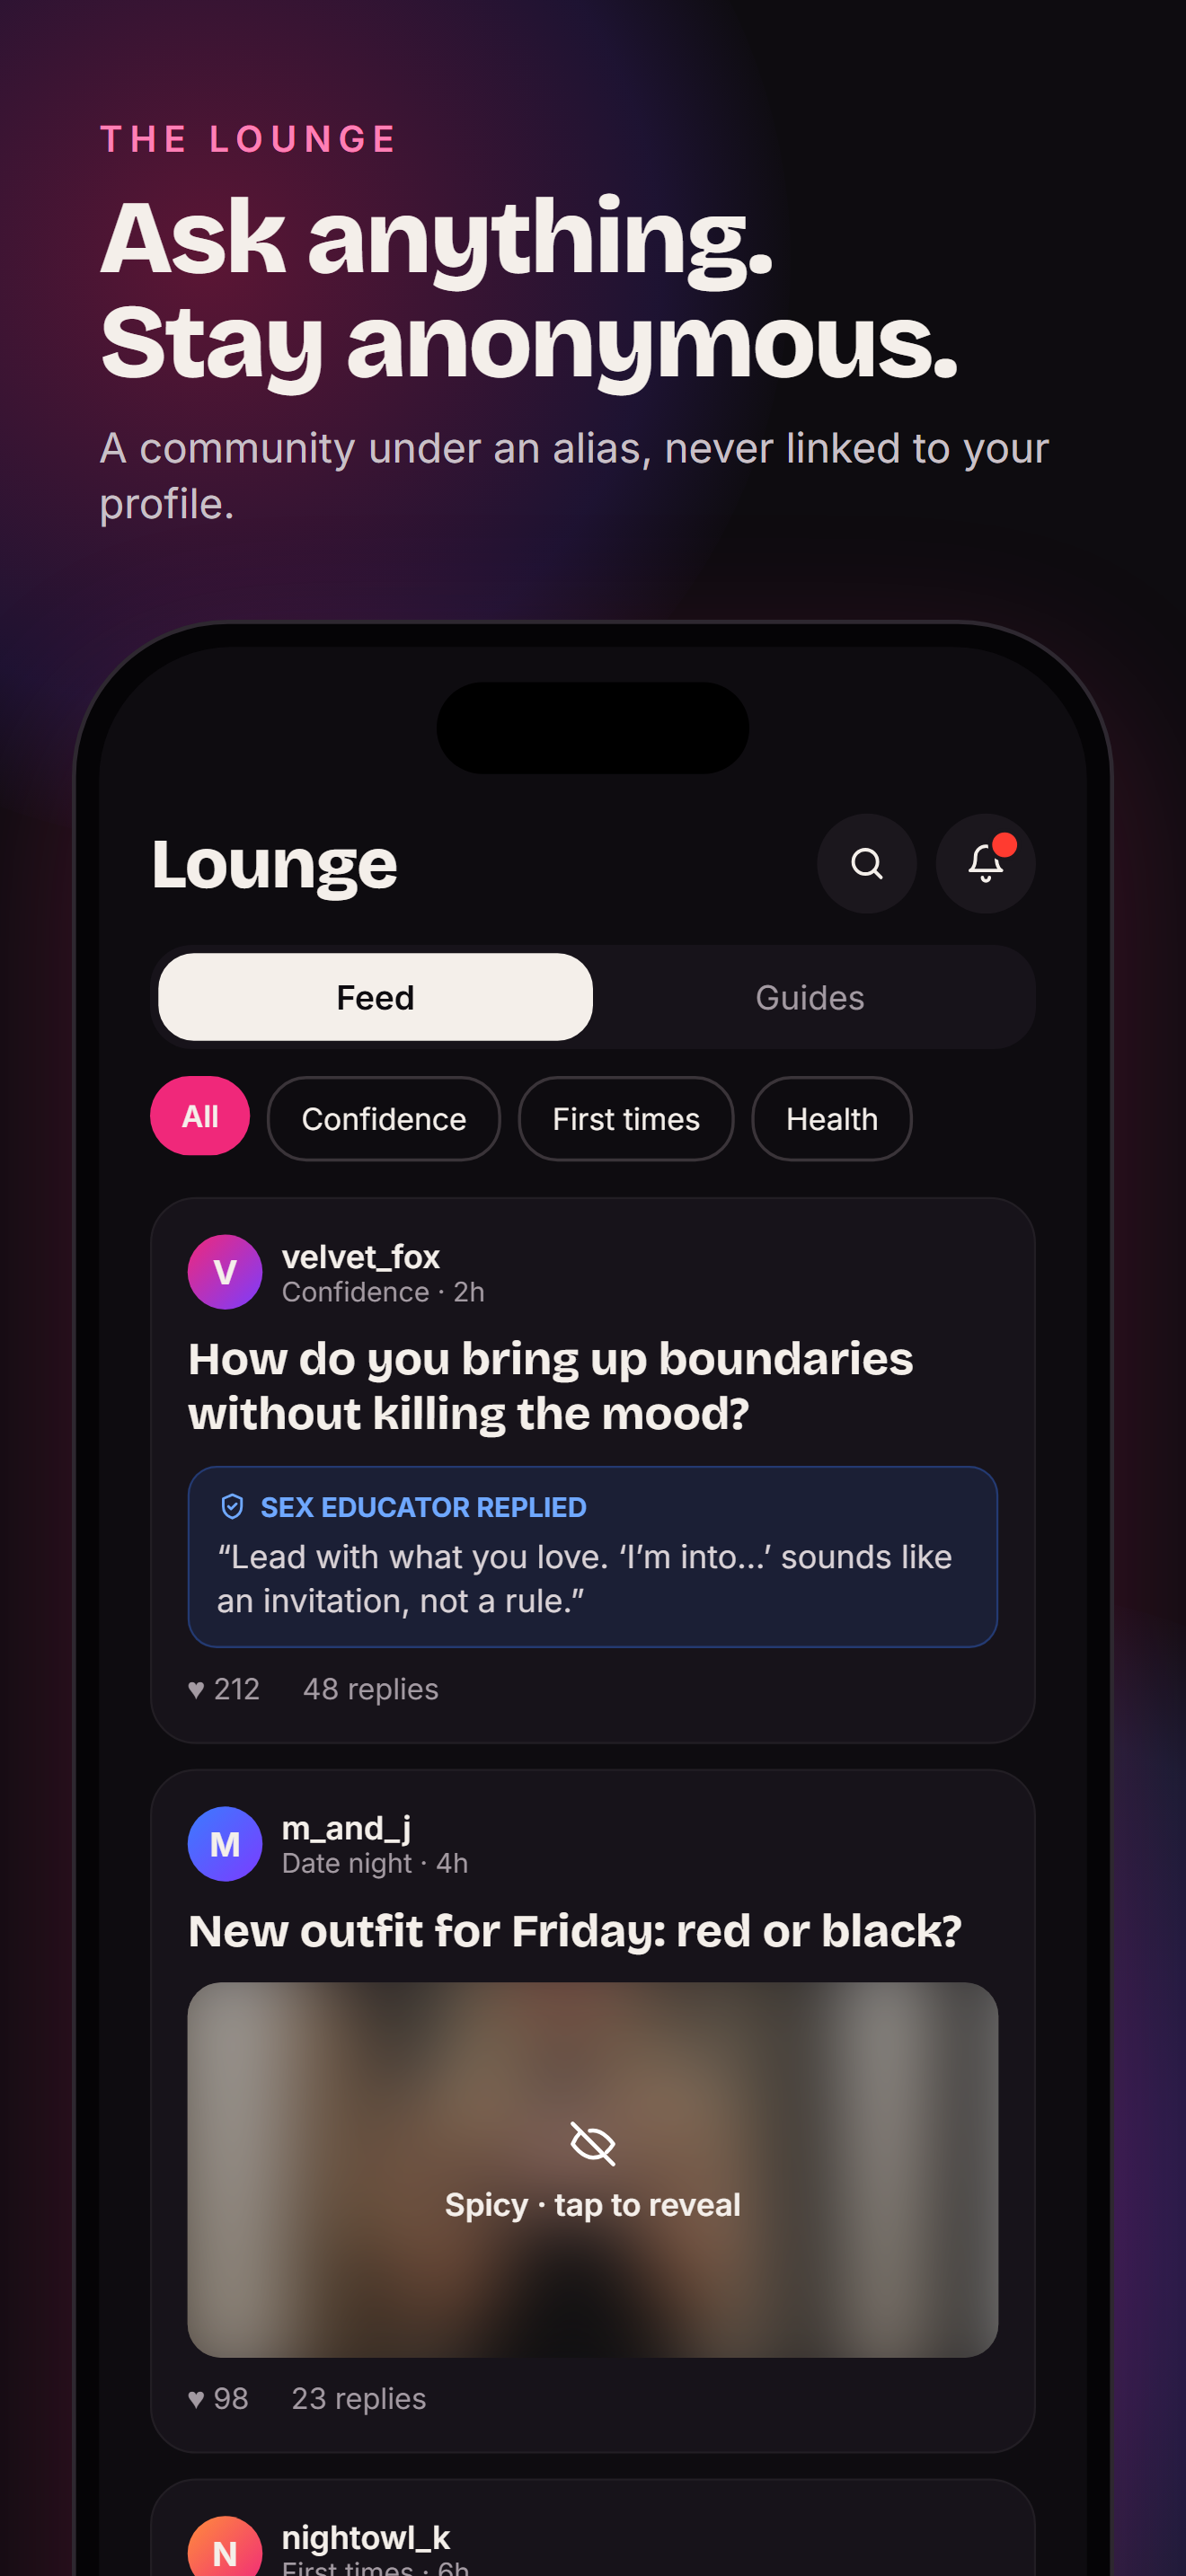 THE LOUNGE
Ask anything.
Stay anonymous.
A community under an alias, never linked to your
profile.
Lounge
Feed
Guides
All
Confidence
First times
Health
V
velvet_fox
Confidence · 2h
How do you bring up boundaries
without killing the mood?
SEX EDUCATOR REPLIED
“Lead with what you love. ‘I’m into...’ sounds like
an invitation, not a rule.”
♥ 212 48 replies
M
m_and_j
Date night · 4h
New outfit for Friday: red or black?
Spicy · tap to reveal
♥ 98 23 replies
N
nightowl_k
First times · 6h